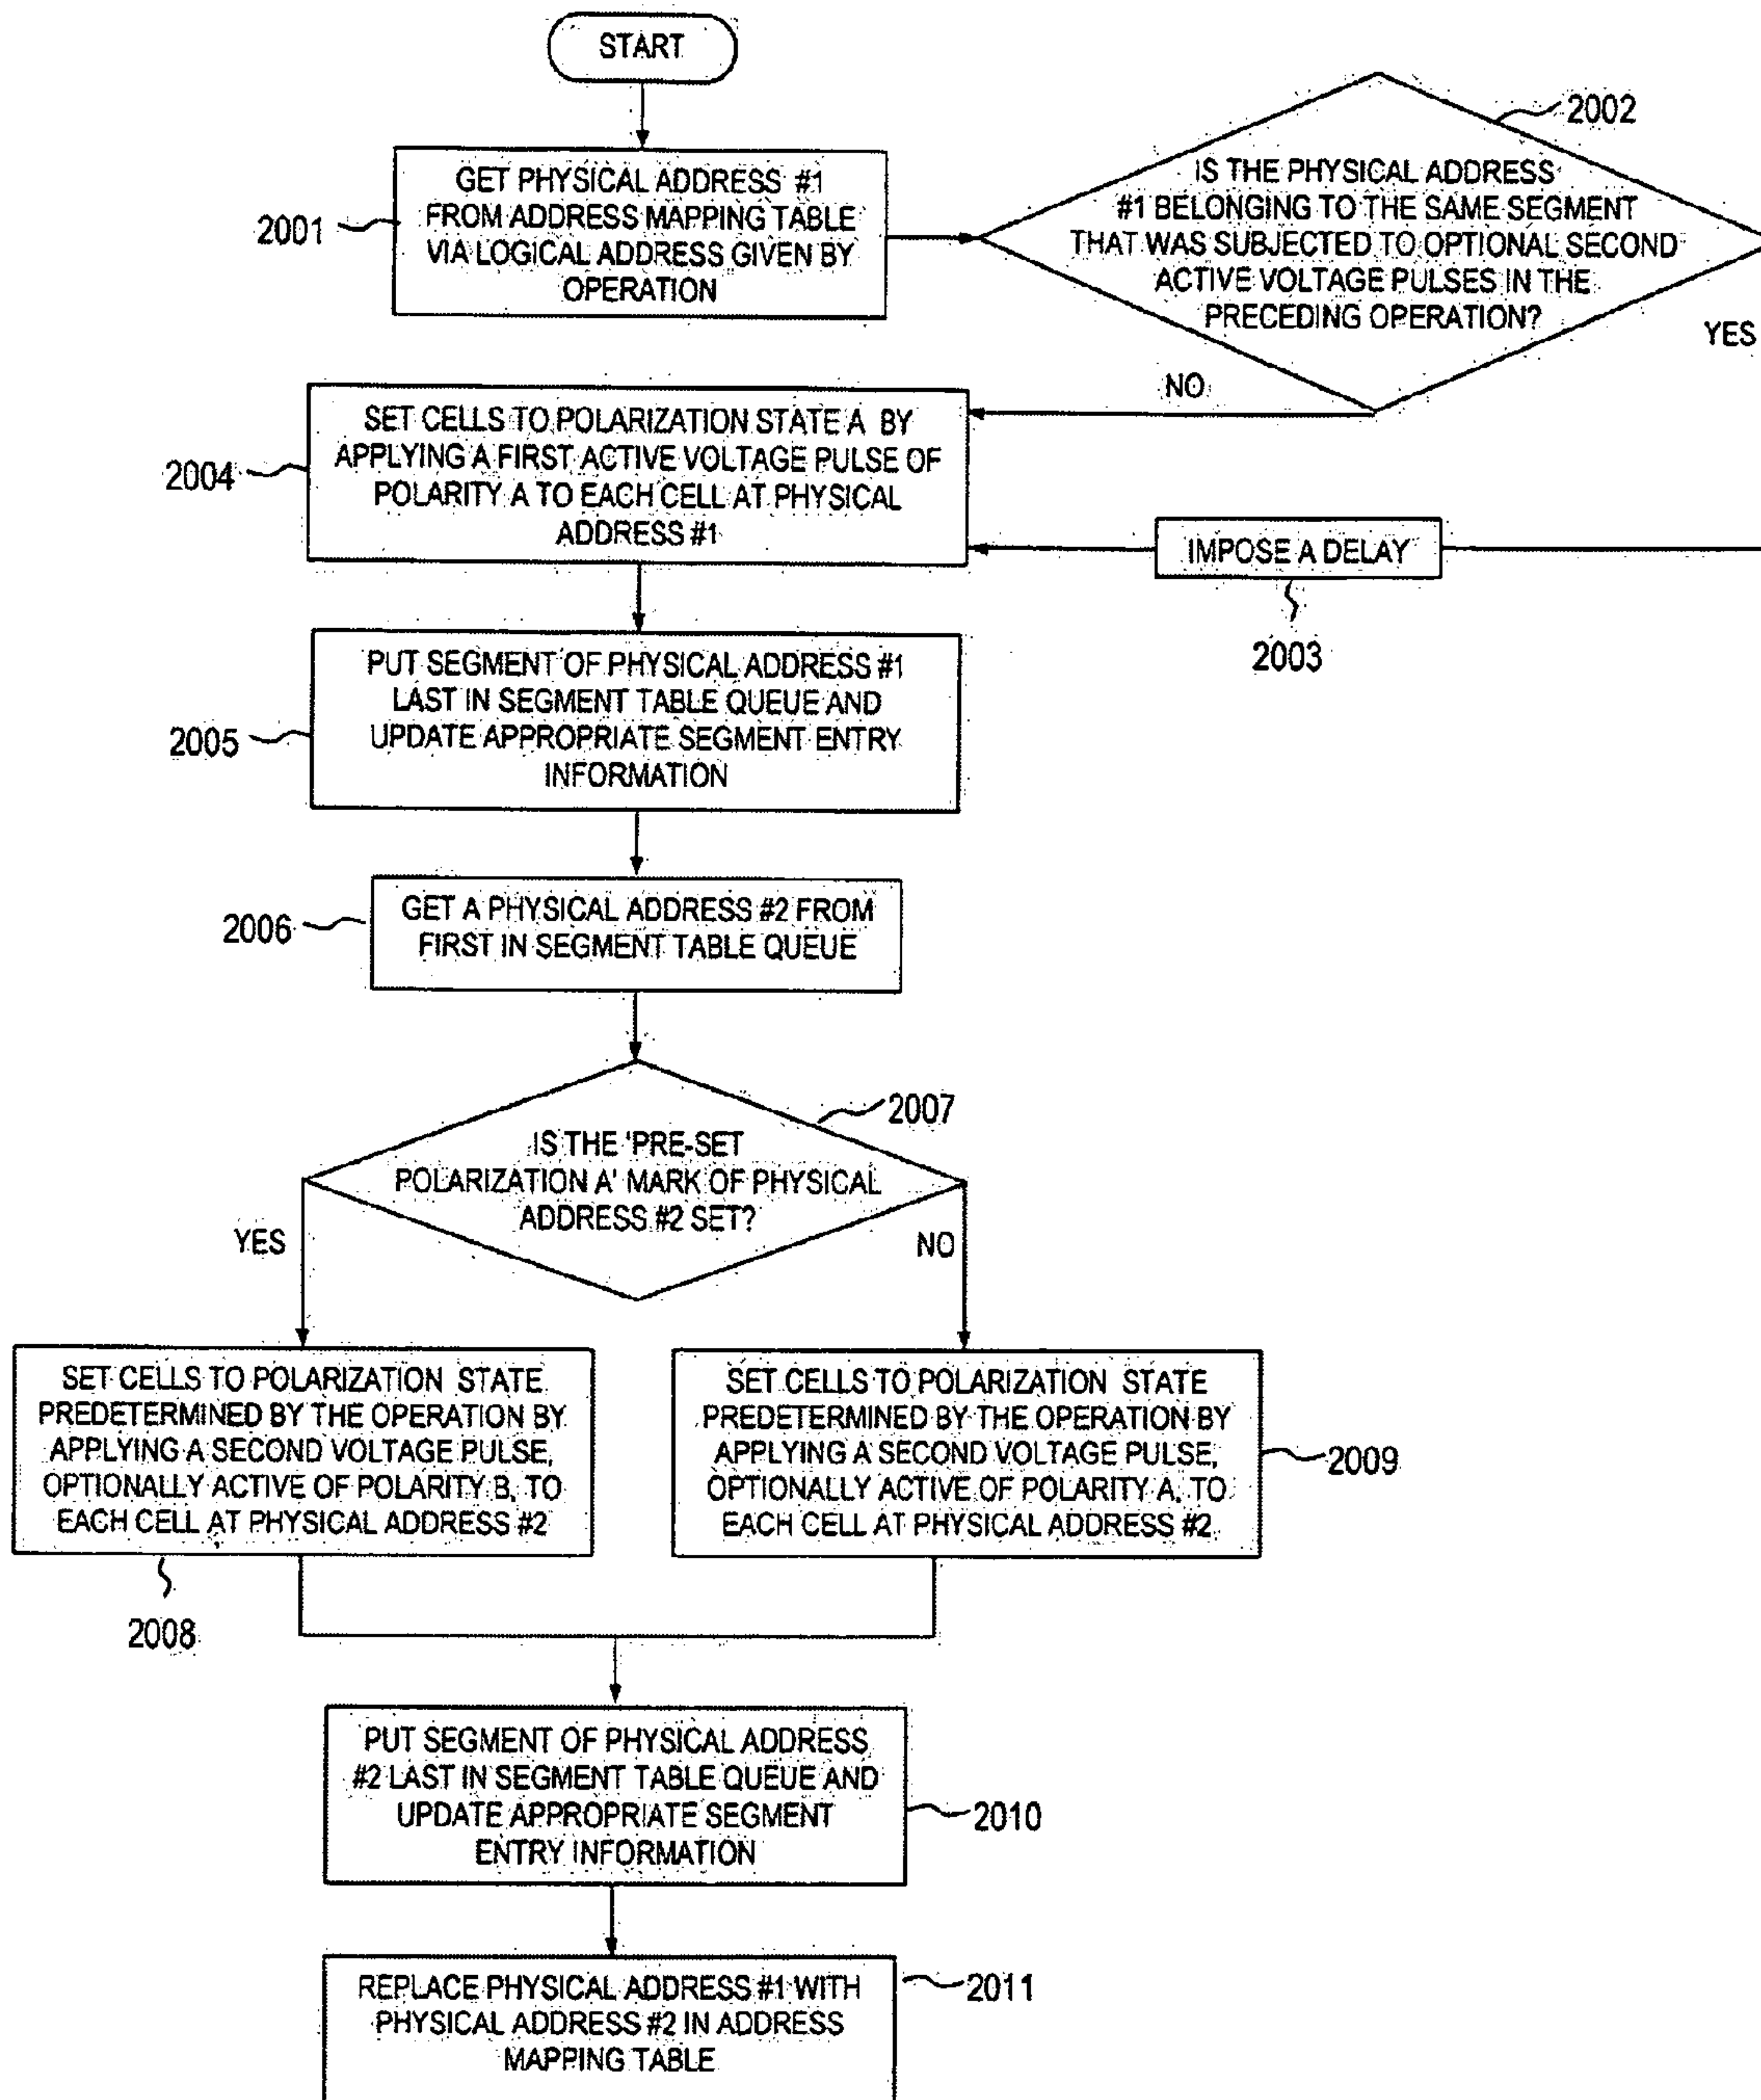 START
2001
GET PHYSICAL ADDRESS #1
FROM ADDRESS MAPPING TABLE
VIA LOGICAL ADDRESS GIVEN BY
OPERATION
2002
IS THE PHYSICAL ADDRESS
#1 BELONGING TO THE SAME SEGMENT
THAT WAS SUBJECTED TO OPTIONAL SECOND
ACTIVE VOLTAGE PULSES IN THE
PRECEDING OPERATION?
YES
NO
2004
SET CELLS TO POLARIZATION STATE A BY
APPLYING A FIRST ACTIVE VOLTAGE PULSE OF
POLARITY A TO EACH CELL AT PHYSICAL
ADDRESS #1
IMPOSE A DELAY
2003
2005
PUT SEGMENT OF PHYSICAL ADDRESS #1
LAST IN SEGMENT TABLE QUEUE AND
UPDATE APPROPRIATE SEGMENT ENTRY
INFORMATION
2006
GET A PHYSICAL ADDRESS #2 FROM
FIRST IN SEGMENT TABLE QUEUE
2007
IS THE 'PRE-SET
POLARIZATION A' MARK OF PHYSICAL
ADDRESS #2 SET?
YES
NO
SET CELLS TO POLARIZATION STATE
PREDETERMINED BY THE OPERATION BY
APPLYING A SECOND VOLTAGE PULSE,
OPTIONALLY ACTIVE OF POLARITY B, TO
EACH CELL AT PHYSICAL ADDRESS #2
2008
SET CELLS TO POLARIZATION STATE
PREDETERMINED BY THE OPERATION BY
APPLYING A SECOND VOLTAGE PULSE,
OPTIONALLY ACTIVE OF POLARITY A, TO
EACH CELL AT PHYSICAL ADDRESS #2
2009
PUT SEGMENT OF PHYSICAL ADDRESS
#2 LAST IN SEGMENT TABLE QUEUE AND
UPDATE APPROPRIATE SEGMENT
ENTRY INFORMATION
2010
REPLACE PHYSICAL ADDRESS #1 WITH
PHYSICAL ADDRESS #2 IN ADDRESS
MAPPING TABLE
2011